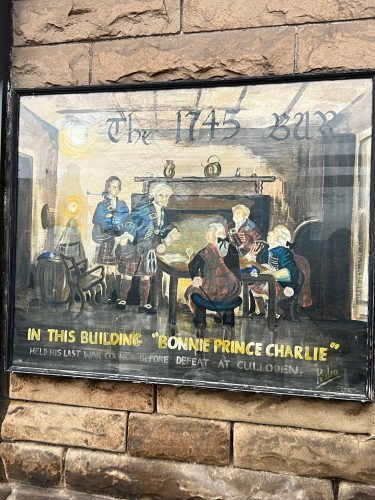 The 1745 BAR
IN THIS BUILDING "BONNIE PRINCE CHARLIE"
HELD HIS LAST WAR COUNCIL BEFORE DEFEAT AT CULLODEN.